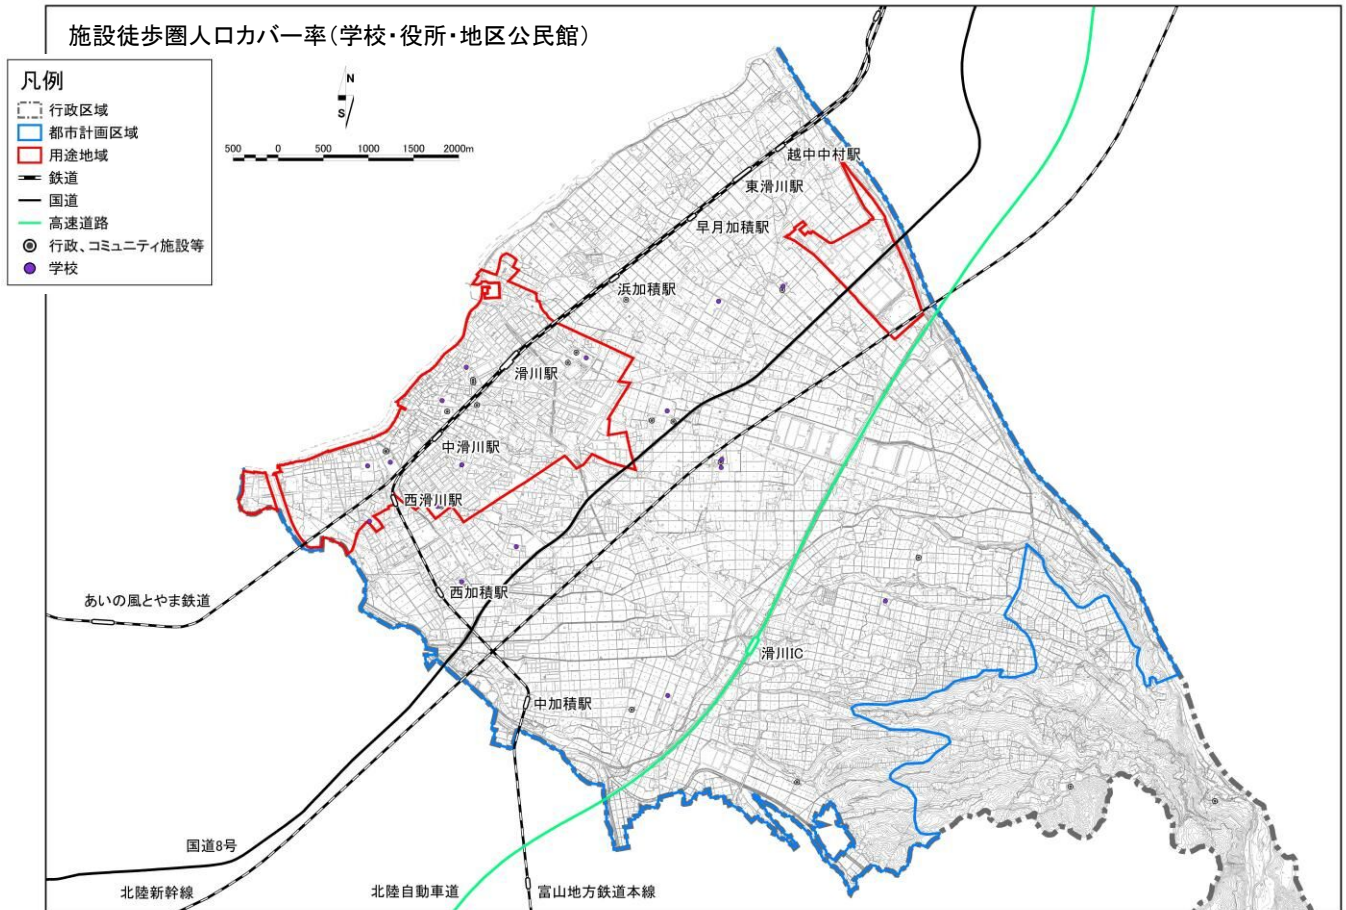 施設徒歩圏人口カバー率(学校・役所・地区公民館)
凡例
行政区域
都市計画区域
用途地域
鉄道
国道
高速道路
行政、コミュニティ施設等
学校
N
S
500 0 500 1000 1500 2000m
越中中村駅
東滑川駅
早月加積駅
浜加積駅
滑川駅
中滑川駅
西滑川駅
西加積駅
あいの風とやま鉄道
滑川IC
中加積駅
国道8号
北陸新幹線
北陸自動車道
富山地方鉄道本線